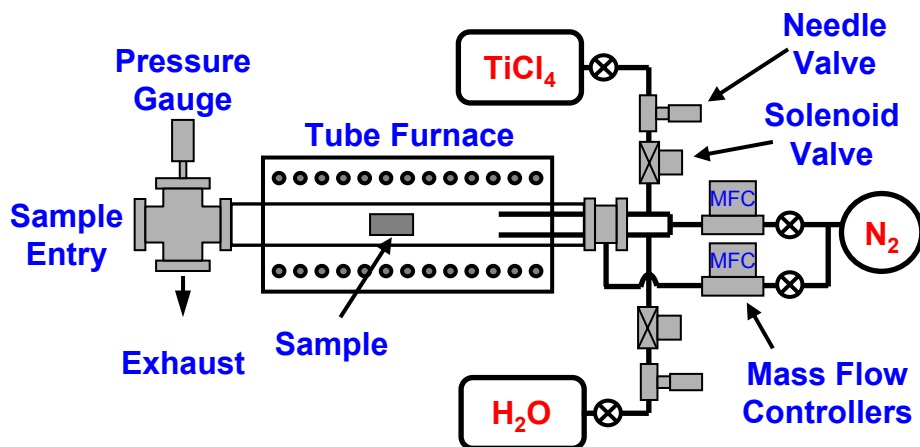 Needle
Valve
TiCl₄
Pressure
Gauge
Solenoid
Valve
Tube Furnace
MFC
Sample
Entry
N₂
MFC
Sample
Exhaust
Mass Flow
Controllers
H₂O